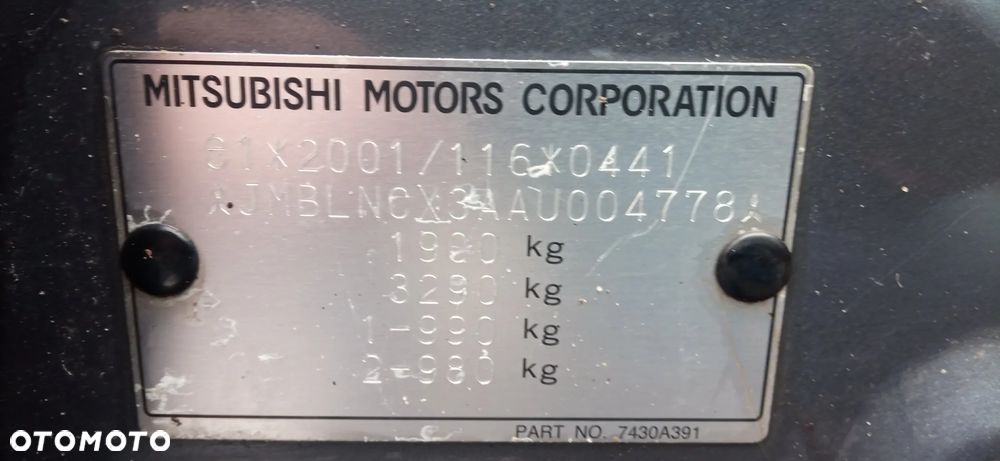 MITSUBISHI MOTORS CORPORATION
e1*2001/116*0441
*JMBLNCX3AAU004778*
kg
3290 kg
1-990 kg
2-980 kg
PART NO. 7430A391
OTOMOTO